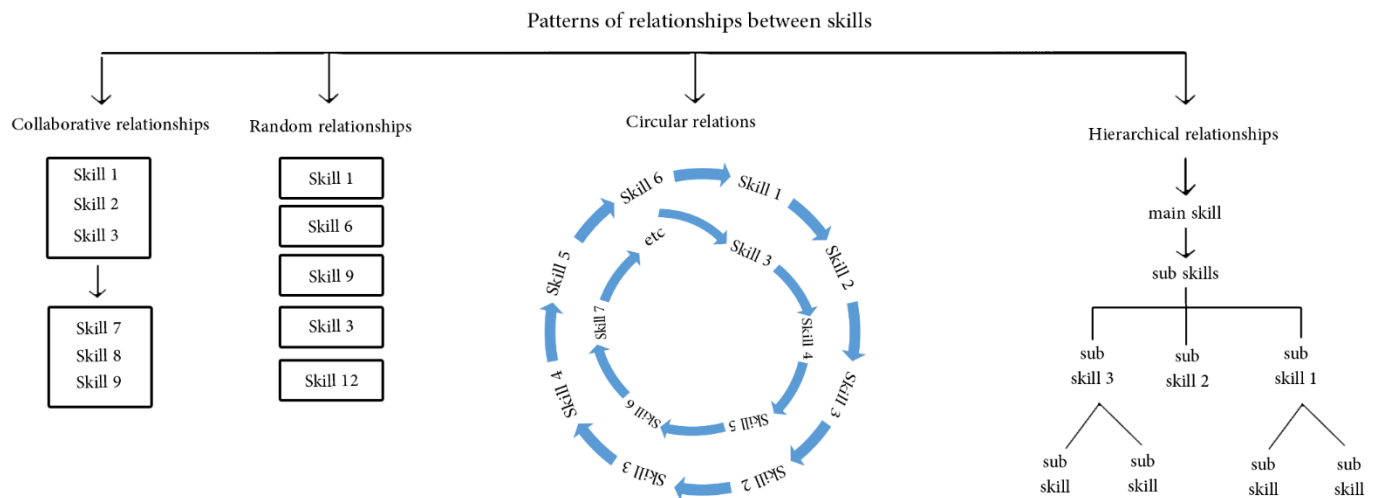 Patterns of relationships between skills
Collaborative relationships
Skill 1
Skill 2
Skill 3
Skill 7
Skill 8
Skill 9
Random relationships
Skill 1
Skill 6
Skill 9
Skill 3
Skill 12
Circular relations
Skill 1
Skill 2
Skill 3
Skill 2
Skill 3
Skill 4
Skill 5
Skill 6
Skill 3
Skill 4
Skill 5
Skill 6
Skill 7
etc
Hierarchical relationships
main skill
sub skills
sub
skill 3
sub
skill 2
sub
skill 1
sub
skill
sub
skill
sub
skill
sub
skill